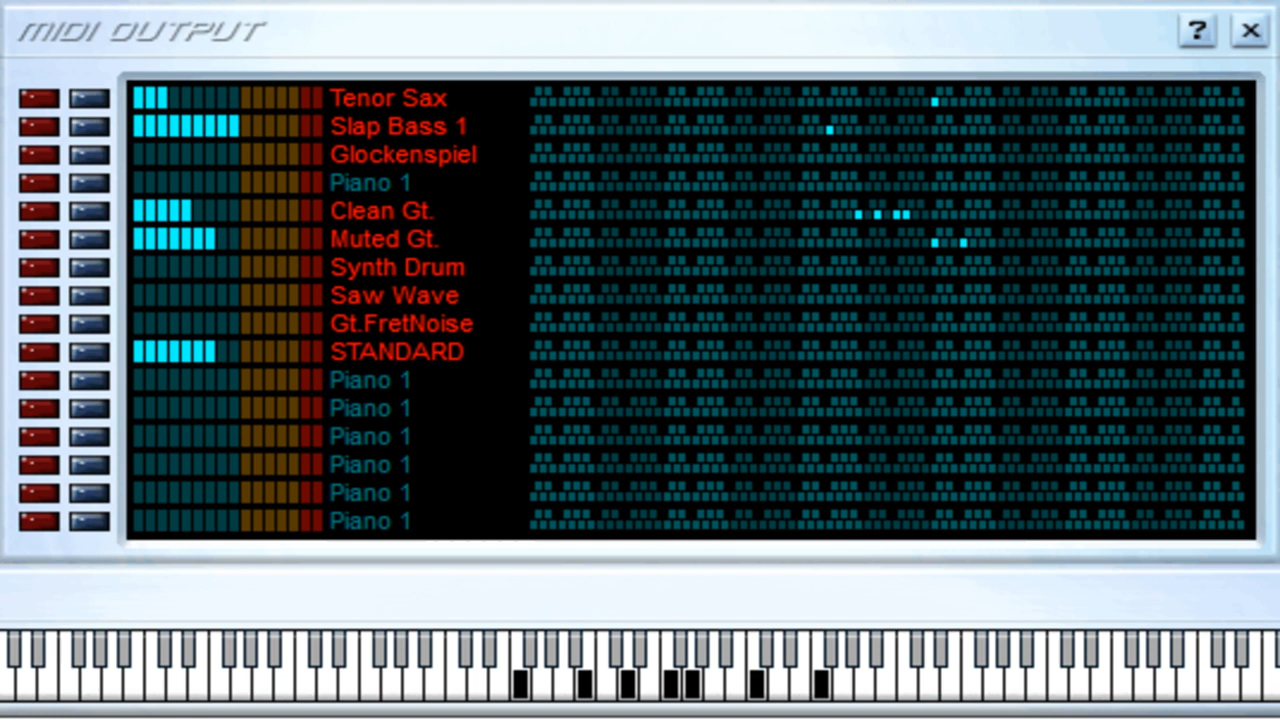 MIDI OUTPUT
?
×
Tenor Sax
Slap Bass 1
Glockenspiel
Piano 1
Clean Gt.
Muted Gt.
Synth Drum
Saw Wave
Gt.FretNoise
STANDARD
Piano 1
Piano 1
Piano 1
Piano 1
Piano 1
Piano 1